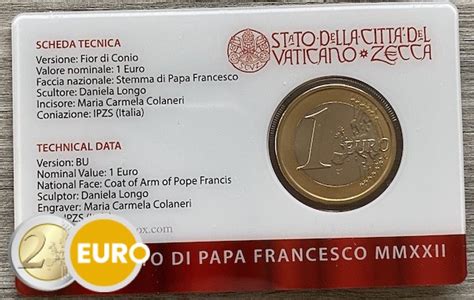 SCHEDA TECNICA
Versione: Fior di Conio
Valore nominale: 1 Euro
Faccia nazionale: Stemma di Papa Francesco
Scultore: Daniela Longo
Incisore: Maria Carmela Colaneri
Coniazione: IPZS (Italia)
TECHNICAL DATA
Version: BU
Nominal Value: 1 Euro
National Face: Coat of Arm of Pope Francis
Sculptor: Daniela Longo
Engraver: Maria Carmela Colaneri
IPZS (Italy)
STATO DELLA CITTÀ DEL
VATICANO ZECCA
1 EURO
2 EURO
O DI PAPA FRANCESCO MMXXII